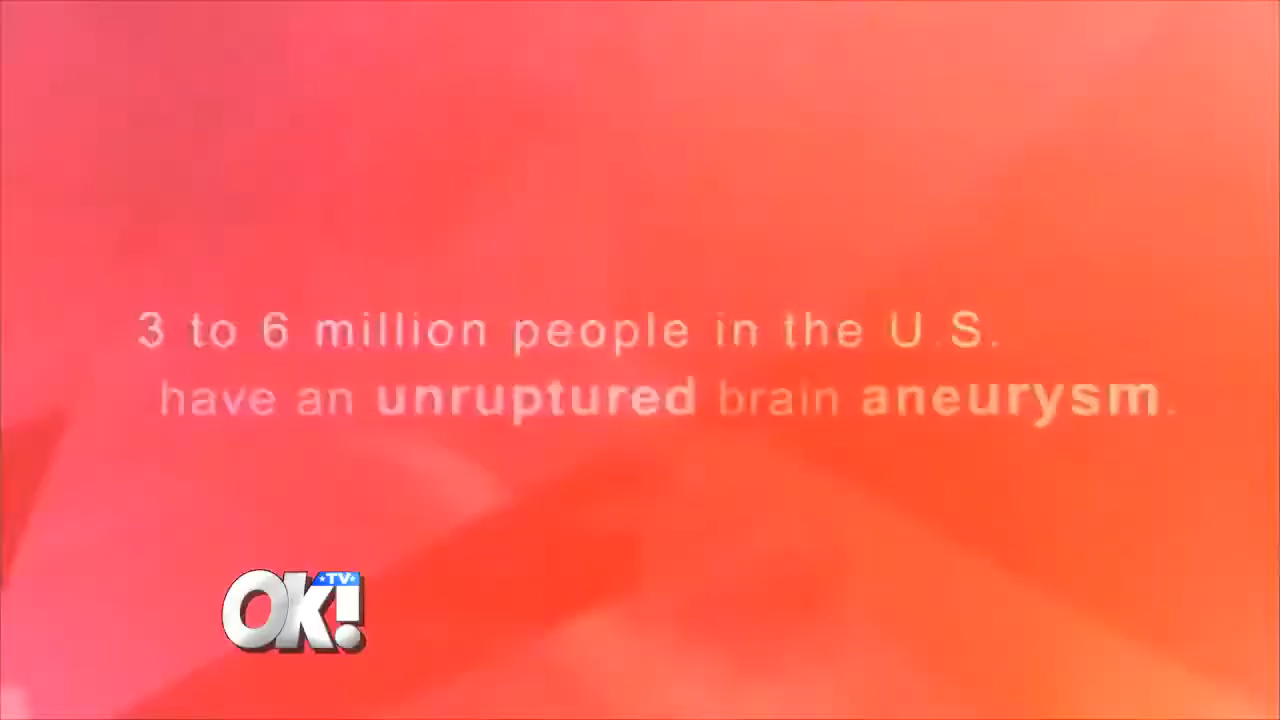 3 to 6 million people in the U.S.
have an unruptured brain aneurysm.
OK!
TV